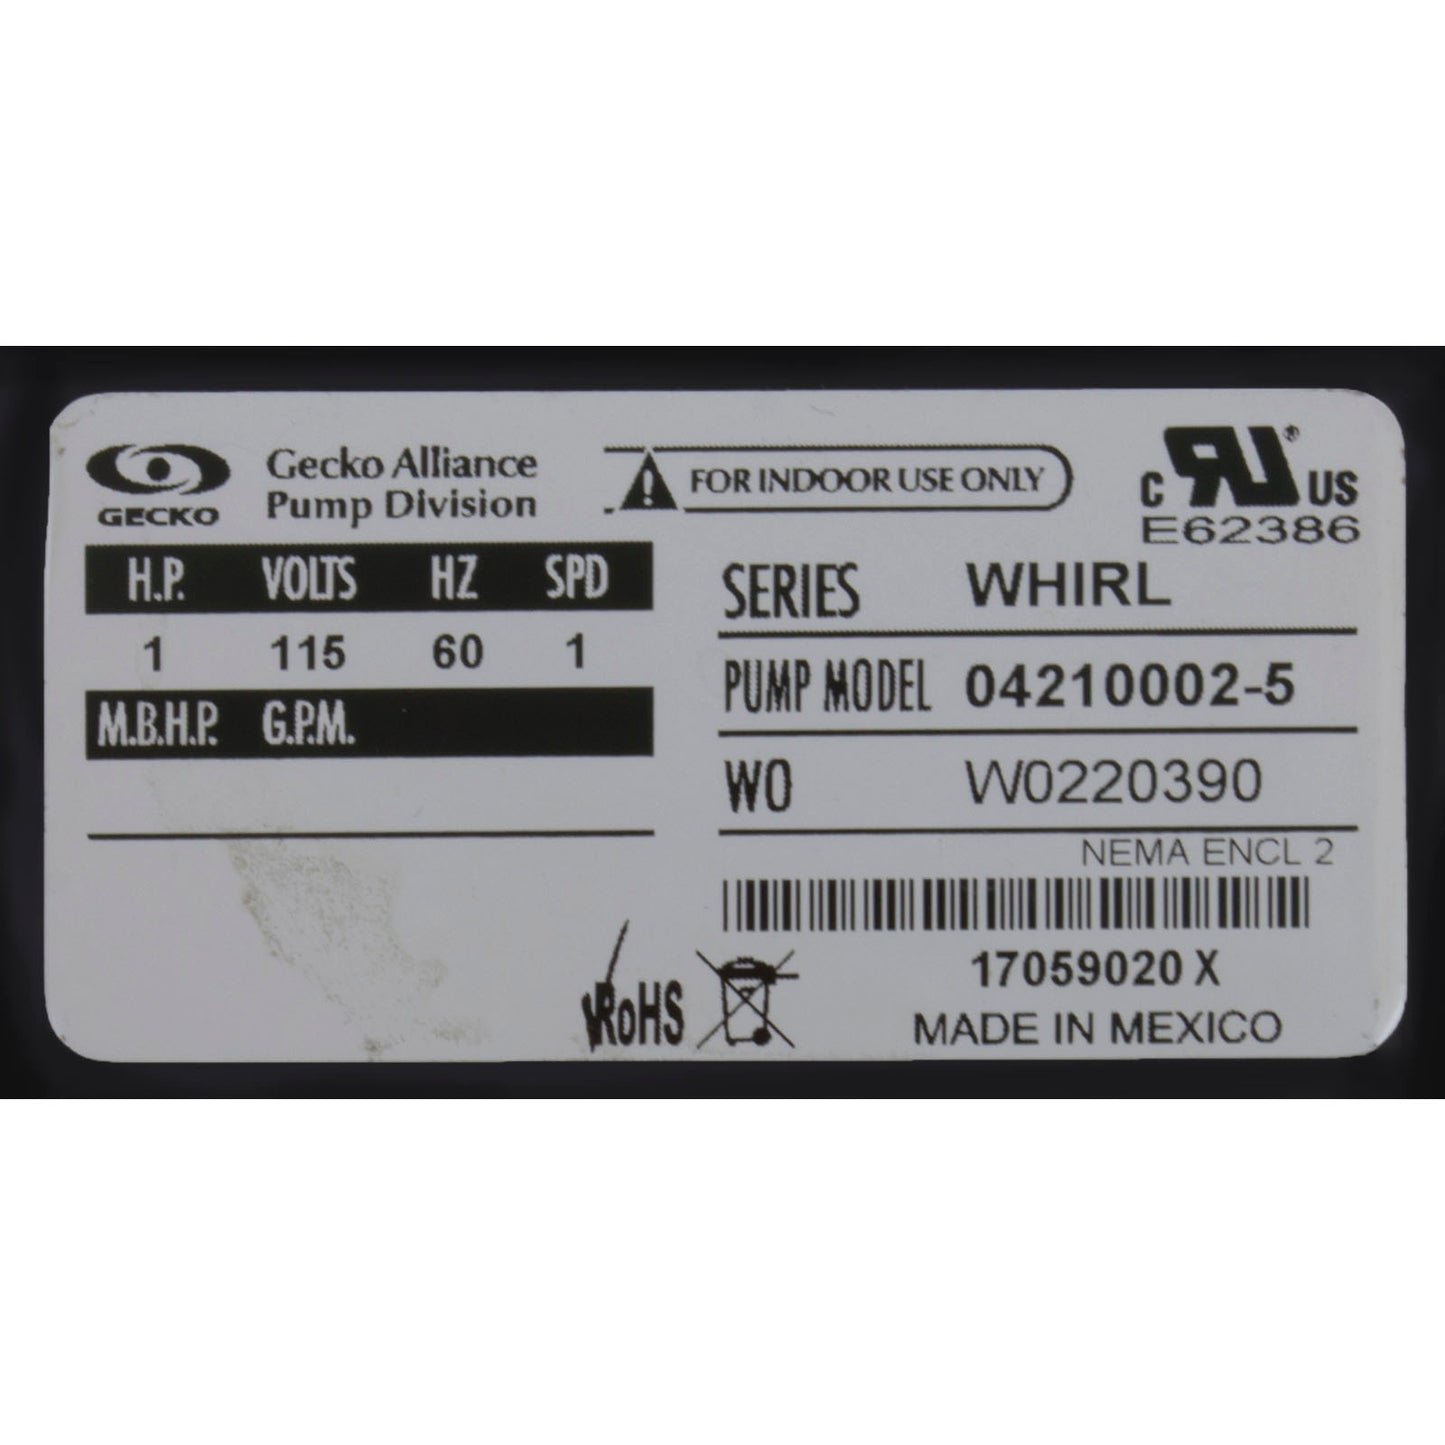 GECKO
Gecko Alliance
Pump Division
FOR INDOOR USE ONLY
C RU ® US
E62386
H.P. VOLTS HZ SPD
1 115 60 1
M.B.H.P. G.P.M.
SERIES WHIRL
PUMP MODEL 04210002-5
WO W0220390
NEMA ENCL 2
17059020 X
RoHS
MADE IN MEXICO